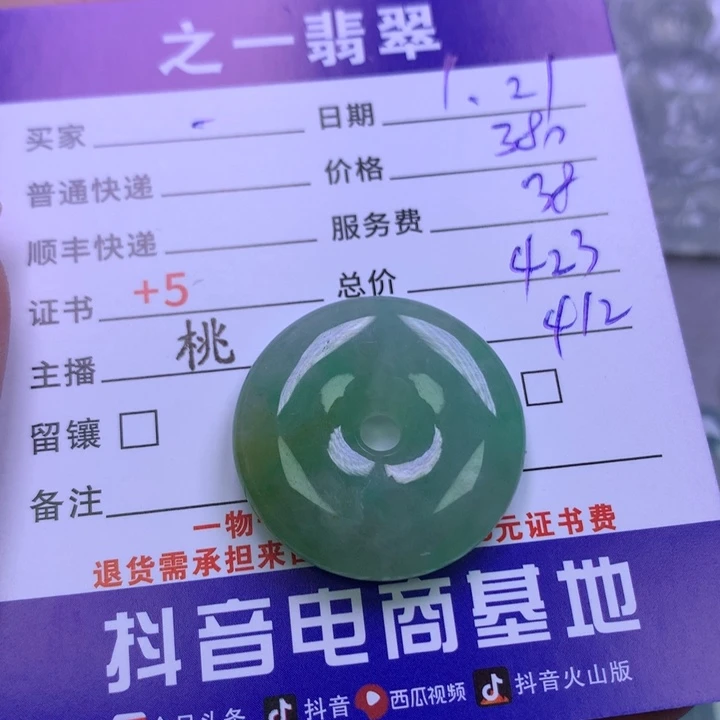 之一翡翠
买家 日期 1.21
普通快递 价格 380
顺丰快递 服务费 38
证书 +5 总价 423
主播 桃 412
留镶
备注
一物 元证书费
退货需承担来
抖音电商基地
抖音 西瓜视频 抖音火山版